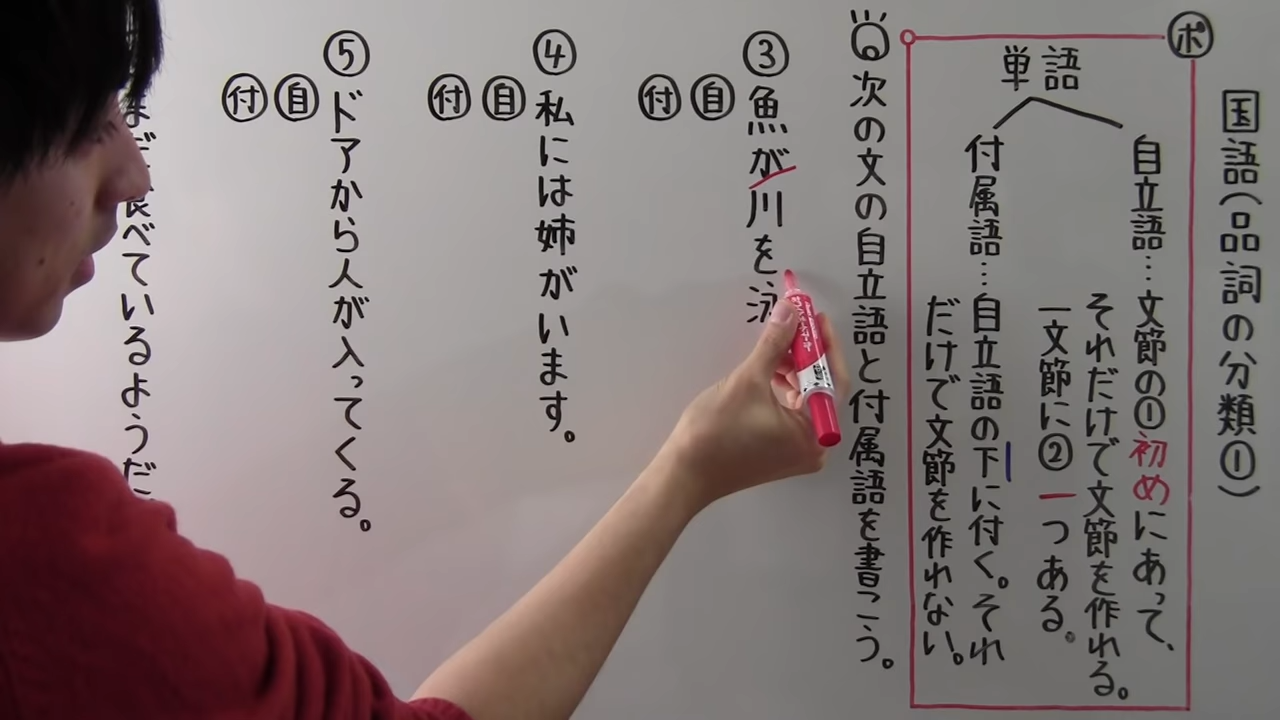 国語(品詞の分類①)
ポ
単語
自立語…文節の①初めにあって、
それだけで文節を作れる。
一文節に②一つある。
付属語…自立語の下に付く。それ
だけで文節を作れない。
次の文の自立語と付属語を書こう。
③魚が川を泳
自
付
④私には姉がいます。
自
付
⑤ドアから人が入ってくる。
自
付
べているようだ